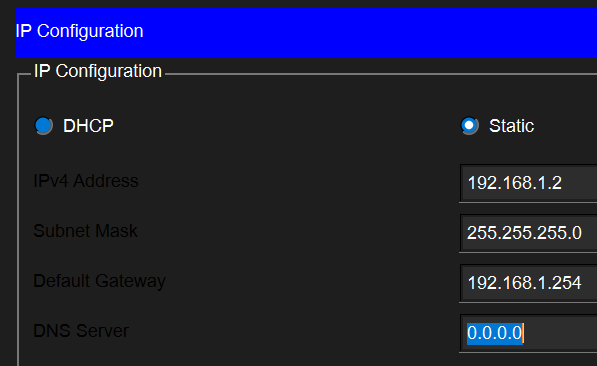 IP Configuration
IP Configuration
DHCP Static
IPv4 Address 192.168.1.2
Subnet Mask 255.255.255.0
Default Gateway 192.168.1.254
DNS Server 0.0.0.0